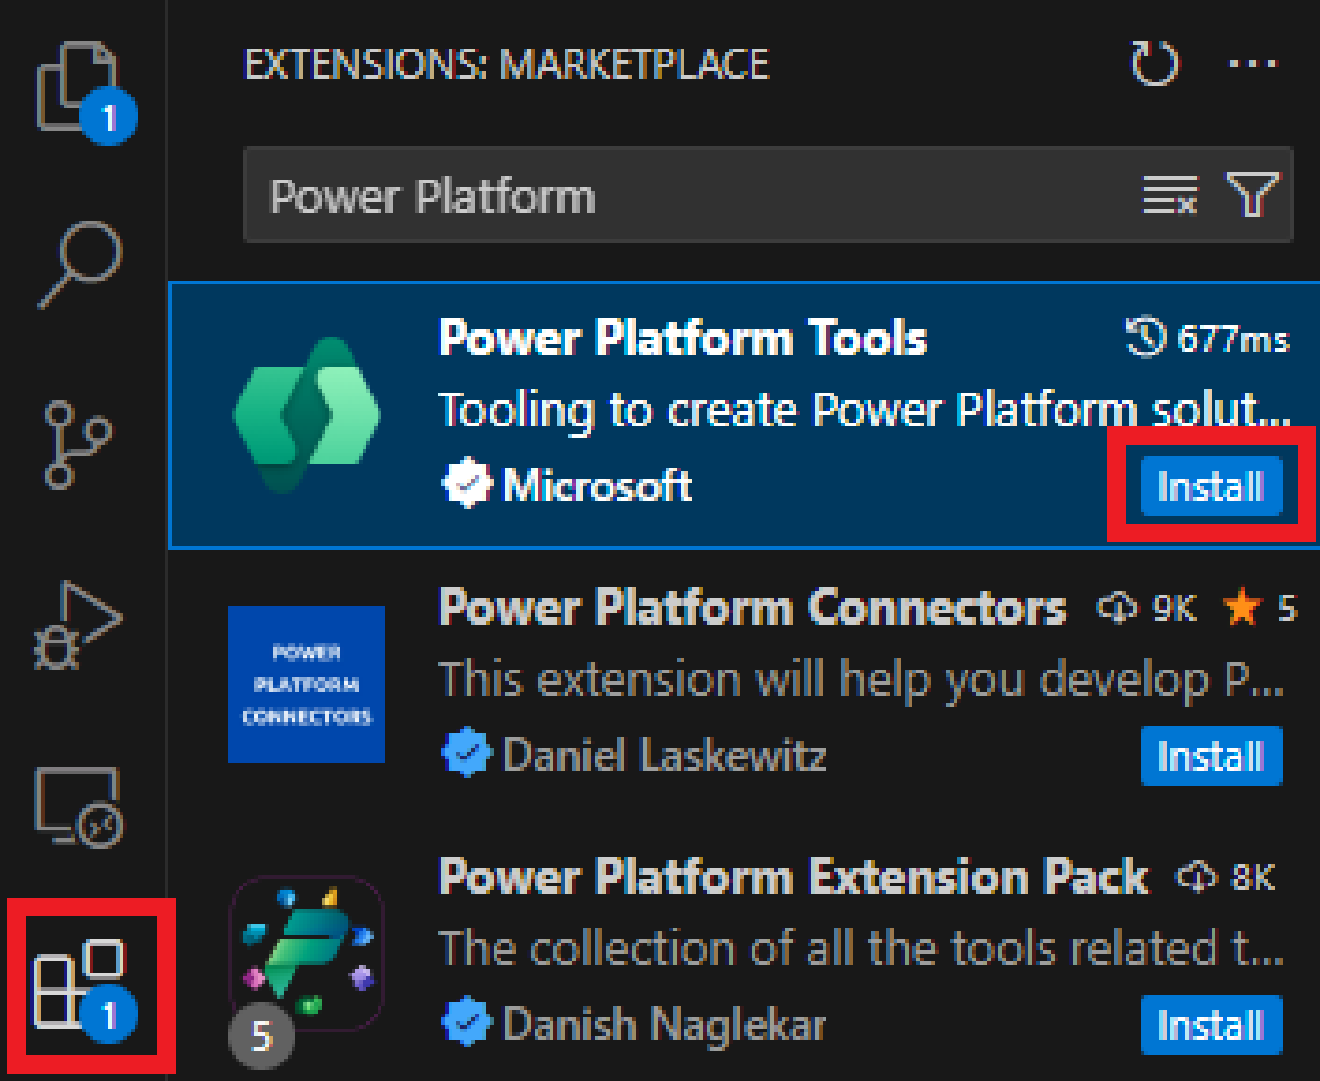 EXTENSIONS: MARKETPLACE
1
Power Platform
Power Platform Tools 677ms
Tooling to create Power Platform solut...
Microsoft Install
POWER
PLATFORM
CONNECTORS
Power Platform Connectors 9K 5
This extension will help you develop P...
Daniel Laskewitz Install
Power Platform Extension Pack 8K
The collection of all the tools related t...
Danish Naglekar Install
5
1